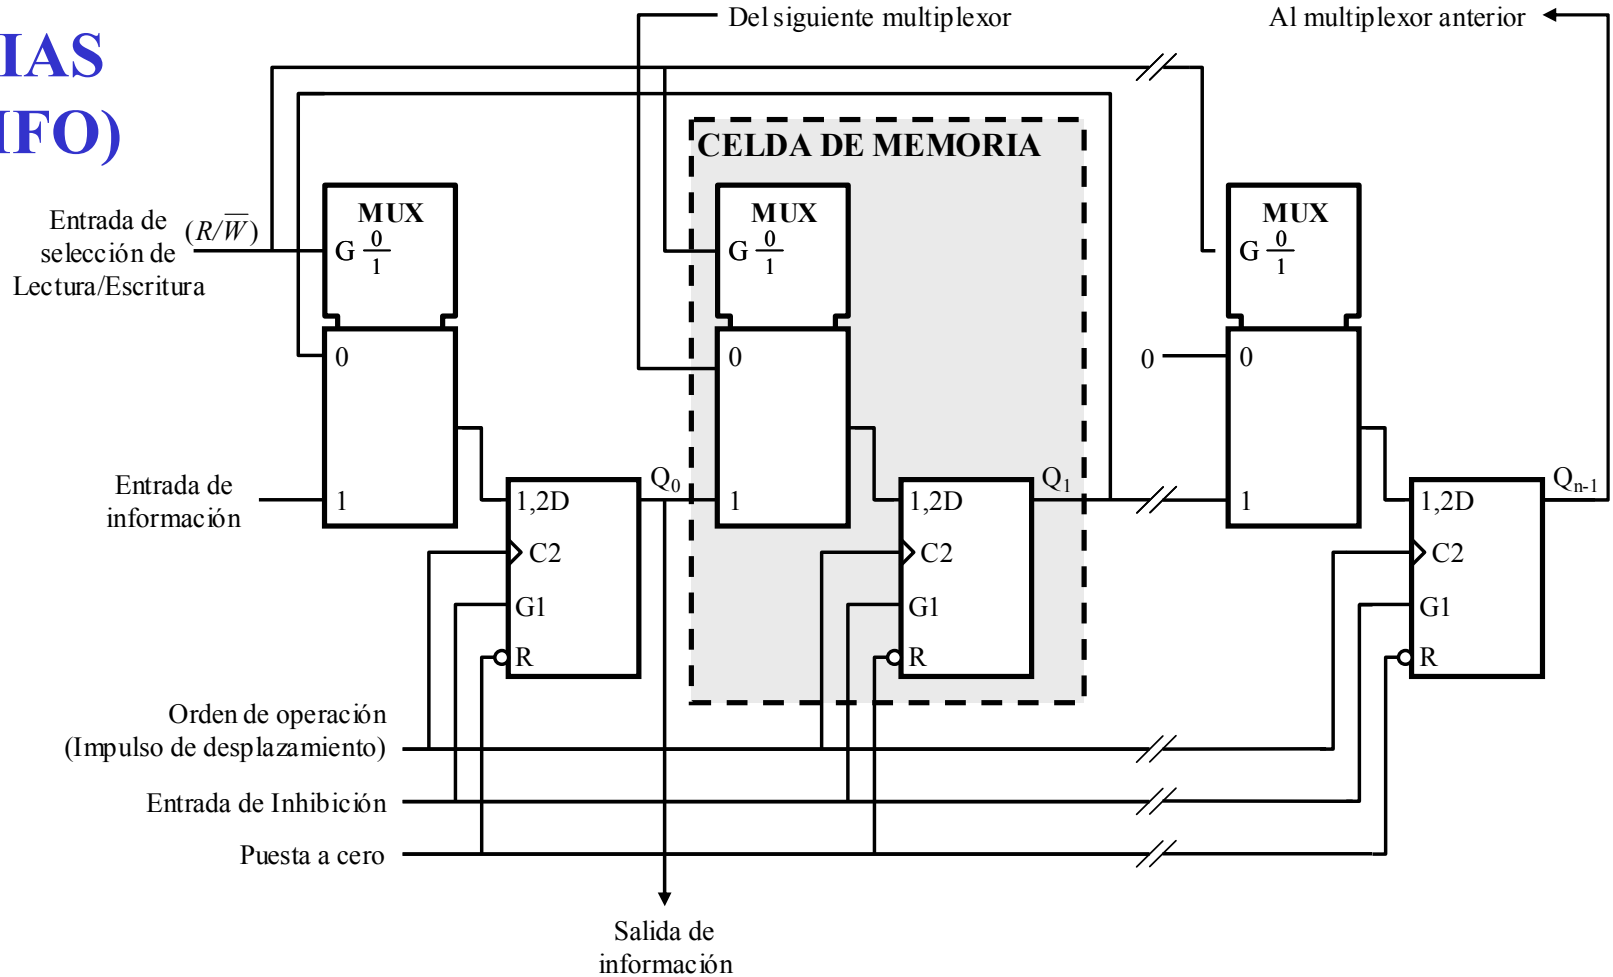 IAS
IFO)
Del siguiente multiplexor
Al multiplexor anterior
CELDA DE MEMORIA
Entrada de
selección de
Lectura/Escritura
(R/W̅)
MUX
G 0/1
0
1
MUX
G 0/1
0
1
MUX
G 0/1
0
0
1
Entrada de
información
Q₀
1,2D
C2
G1
R
Q₁
1,2D
C2
G1
R
Qₙ₋₁
1,2D
C2
G1
R
Orden de operación
(Impulso de desplazamiento)
Entrada de Inhibición
Puesta a cero
Salida de
información